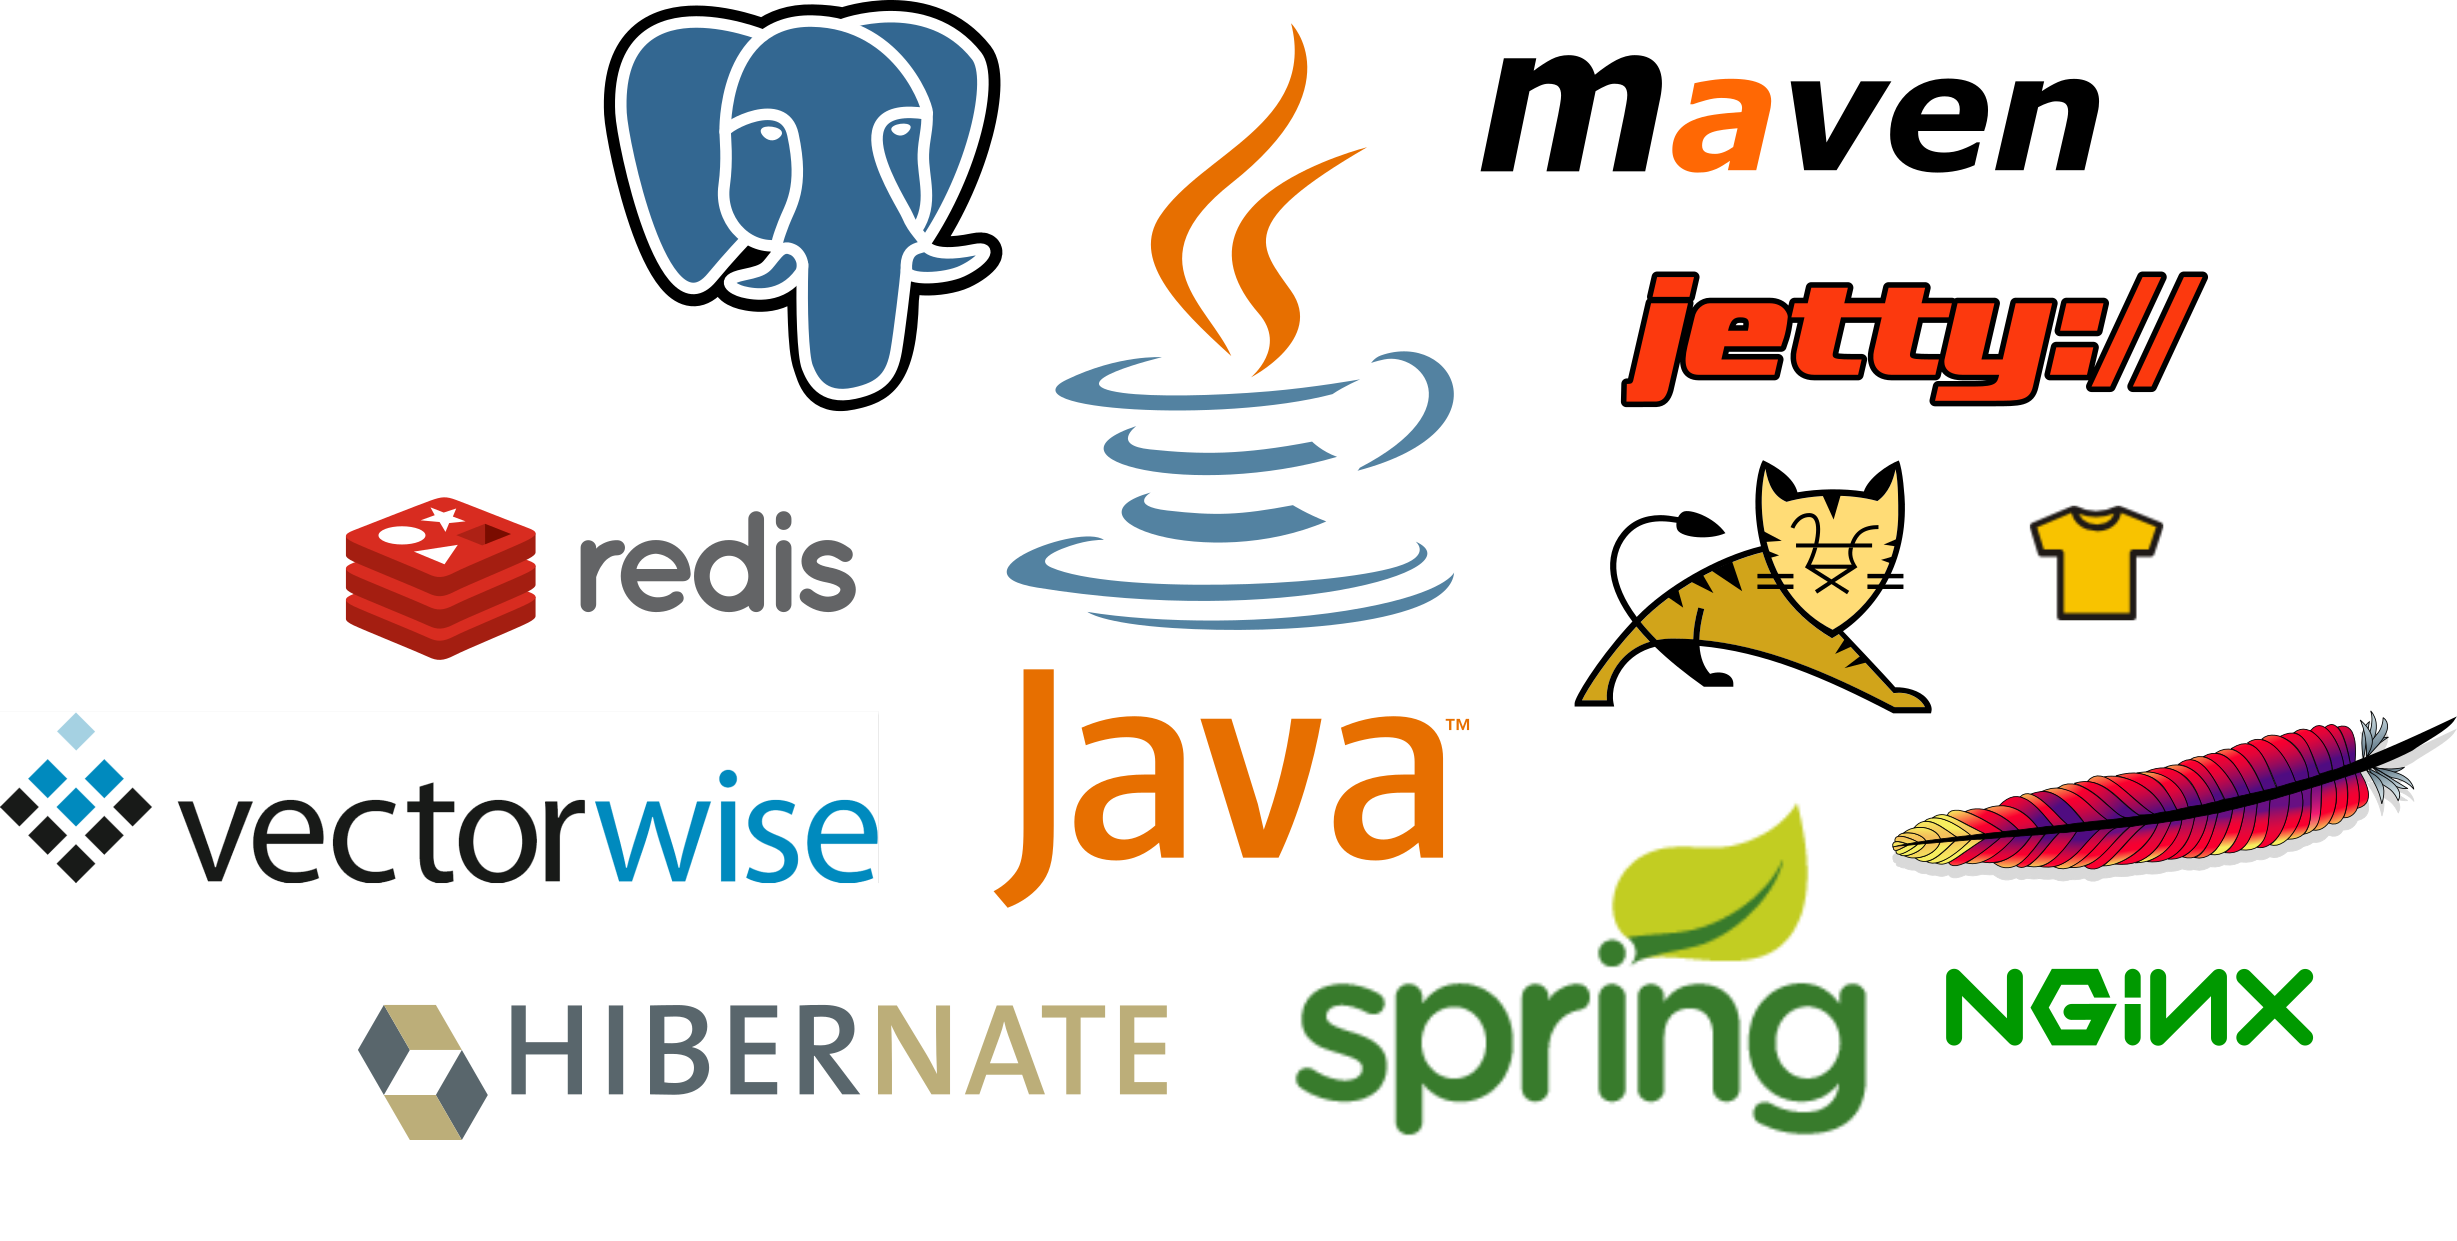 maven
jetty://
redis
Java™
vectorwise
spring
NGiNX
HIBERNATE